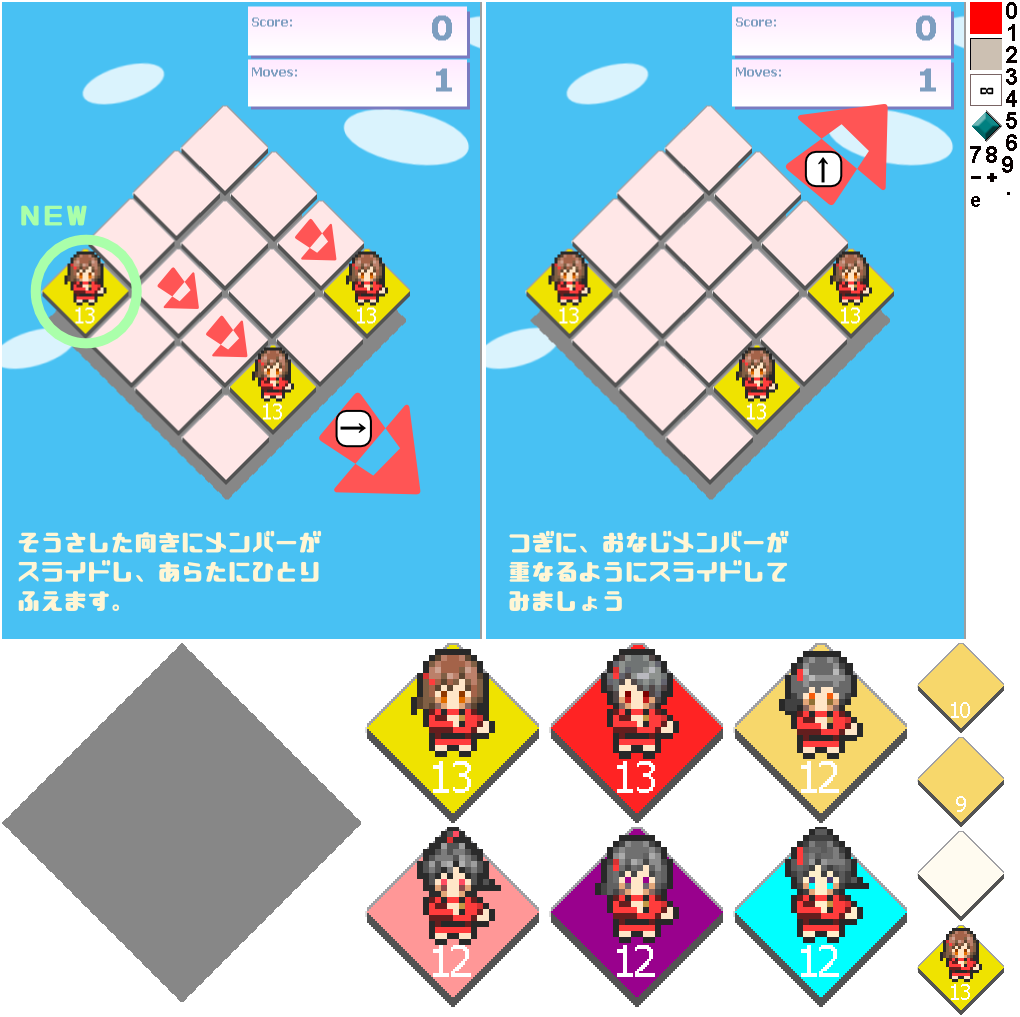 Score: 0
Moves: 1
NEW
13
13
13
→
そうさした向きにメンバーが
スライドし、あらたにひとり
ふえます。
Score: 0
Moves: 1
↑
13
13
13
つぎに、おなじメンバーが
重なるようにスライドして
みましょう
0
1
2
3
∞
4
5
6
7 8 9
- + .
e
13
13
12
10
9
12
12
12
13